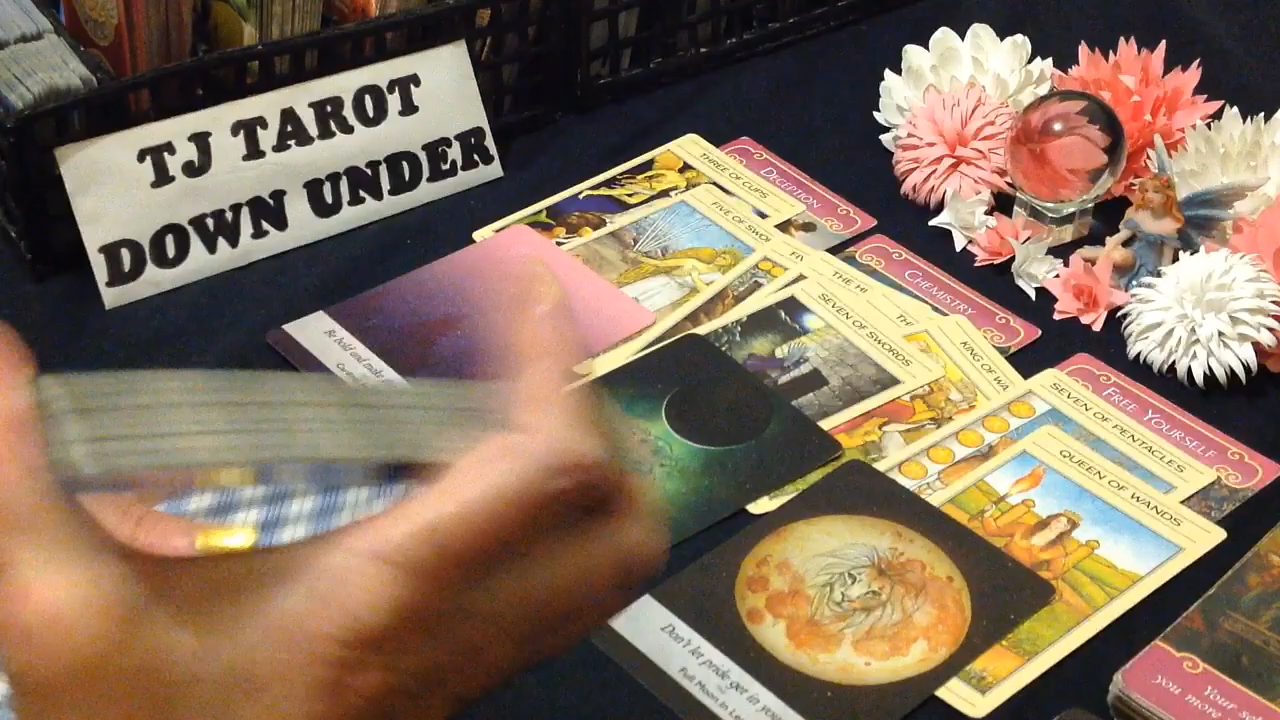 TJ TAROT
DOWN UNDER
THREE OF CUPS
DECEPTION
FIVE OF
THE
CHEMISTRY
SEVEN OF SWORDS
KING OF
FREE YOURSELF
SEVEN OF PENTACLES
QUEEN OF WANDS
Be bold and make
Don't let pride get in
Full Moon in
Your
you more